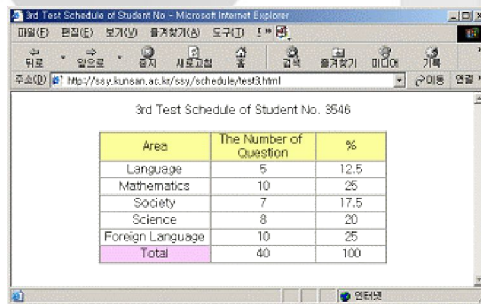 3rd Test Schedule of Student No - Microsoft Internet Explorer
파일(F) 편집(E) 보기(V) 즐겨찾기(A) 도구(T) »
뒤로 앞으로 중지 새로고침 홈 검색 즐겨찾기 미디어 기록
주소(D) http://ssy.kunsan.ac.kr/ssy/schedule/test3.html 이동 연결 »
3rd Test Schedule of Student No. 3546
Area The Number of Question %
Language 5 12.5
Mathematics 10 25
Society 7 17.5
Science 8 20
Foreign Language 10 25
Total 40 100
인터넷